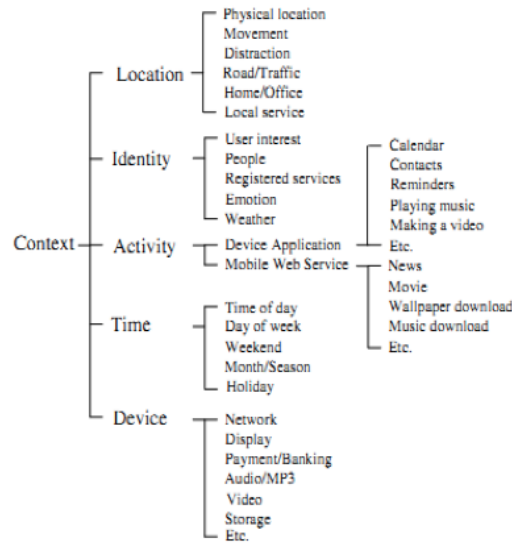 Context
Location
Physical location
Movement
Distraction
Road/Traffic
Home/Office
Local service
Identity
User interest
People
Registered services
Emotion
Weather
Activity
Device Application
Calendar
Contacts
Reminders
Playing music
Making a video
Etc.
Mobile Web Service
News
Movie
Wallpaper download
Music download
Etc.
Time
Time of day
Day of week
Weekend
Month/Season
Holiday
Device
Network
Display
Payment/Banking
Audio/MP3
Video
Storage
Etc.